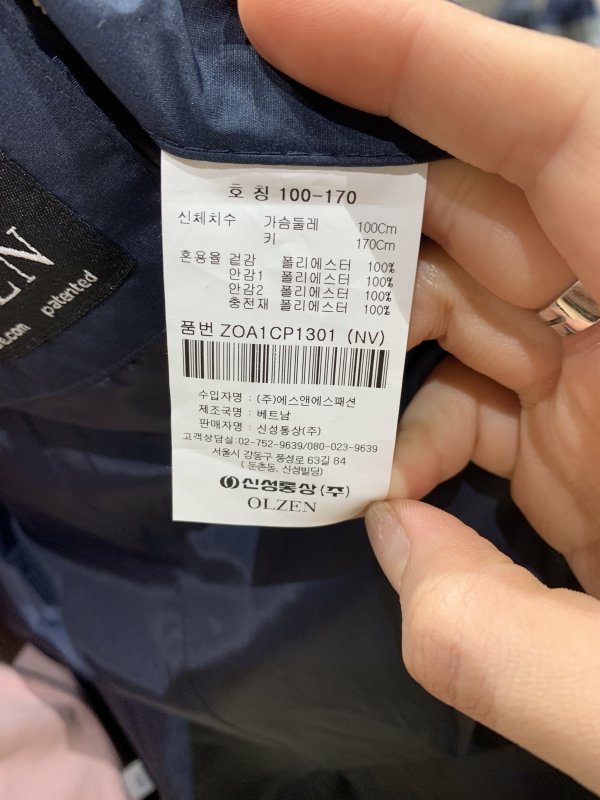 호 칭 100-170
신체치수 가슴둘레 100Cm
키 170Cm
혼용율 겉감 폴리에스터 100%
안감1 폴리에스터 100%
안감2 폴리에스터 100%
충전재 폴리에스터 100%
품번 ZOA1CP1301 (NV)
수입자명 : (주)에스앤에스패션
제조국명 : 베트남
판매자명 : 신성통상(주)
고객상담실:02-752-9639/080-023-9639
서울시 강동구 풍성로 63길 84
( 둔촌동, 신성빌딩)
신성통상(주)
OLZEN
ZEN
patented
.com